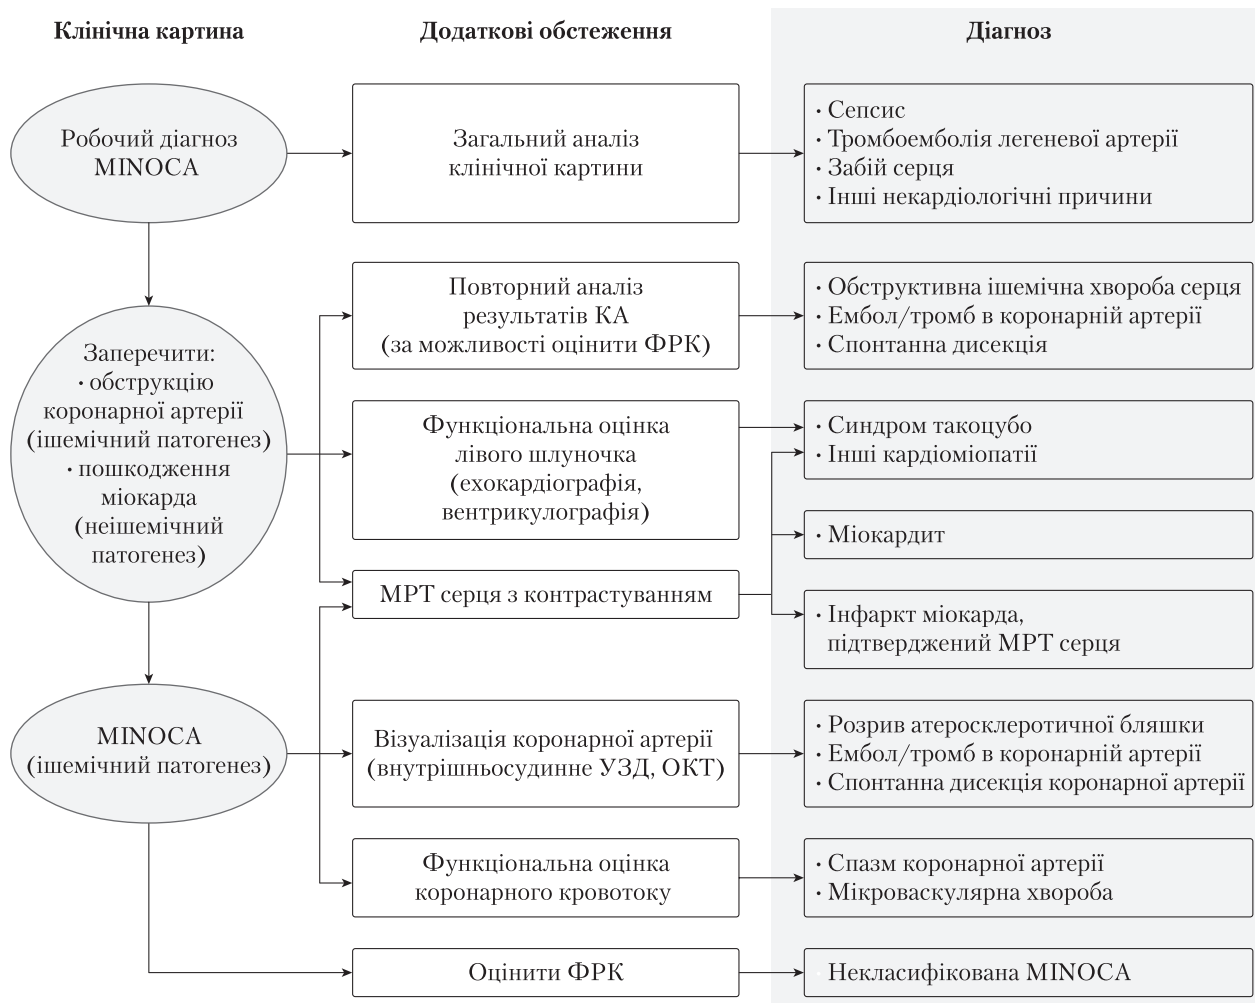 Клінічна картина
Додаткові обстеження
Діагноз
Робочий діагноз
MINOCA
Загальний аналіз
клінічної картини
· Сепсис
· Тромбоемболія легеневої артерії
· Забій серця
· Інші некардіологічні причини
Заперечити:
· обструкцію
коронарної артерії
(ішемічний патогенез)
· пошкодження
міокарда
(неішемічний
патогенез)
Повторний аналіз
результатів КА
(за можливості оцінити ФРК)
· Обструктивна ішемічна хвороба серця
· Ембол/тромб в коронарній артерії
· Спонтанна дисекція
Функціональна оцінка
лівого шлуночка
(ехокардіографія,
вентрикулографія)
· Синдром такоцубо
· Інші кардіоміопатії
· Міокардит
МРТ серця з контрастуванням
· Інфаркт міокарда,
підтверджений МРТ серця
MINOCA
(ішемічний патогенез)
Візуалізація коронарної артерії
(внутрішньосудинне УЗД, ОКТ)
· Розрив атеросклеротичної бляшки
· Ембол/тромб в коронарній артерії
· Спонтанна дисекція коронарної артерії
Функціональна оцінка
коронарного кровотоку
· Спазм коронарної артерії
· Мікроваскулярна хвороба
Оцінити ФРК
Некласифікована MINOCA